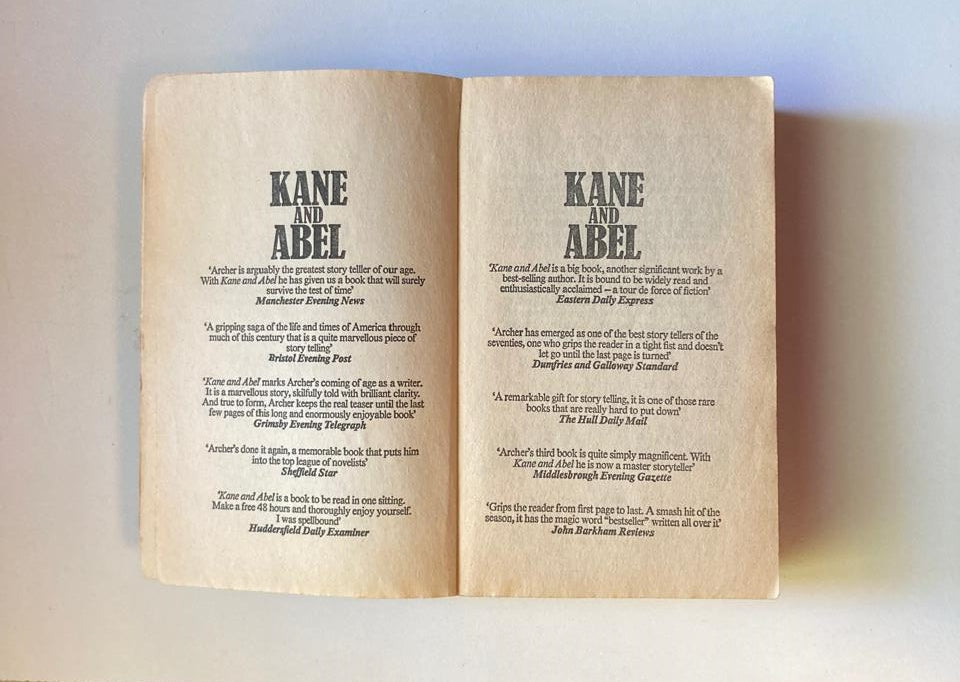 KANE
AND
ABEL
‘Archer is arguably the greatest story telller of our age.
With Kane and Abel he has given us a book that will surely
survive the test of time’
Manchester Evening News
‘A gripping saga of the life and times of America through
much of this century that is a quite marvellous piece of
story telling’
Bristol Evening Post
‘Kane and Abel marks Archer’s coming of age as a writer.
It is a marvellous story, skilfully told with brilliant clarity.
And true to form, Archer keeps the real teaser until the last
few pages of this long and enormously enjoyable book’
Grimsby Evening Telegraph
‘Archer’s done it again, a memorable book that puts him
into the top league of novelists’
Sheffield Star
‘Kane and Abel is a book to be read in one sitting.
Make a free 48 hours and thoroughly enjoy yourself.
I was spellbound’
Huddersfield Daily Examiner
KANE
AND
ABEL
‘Kane and Abel is a big book, another significant work by a
best-selling author. It is bound to be widely read and
enthusiastically acclaimed – a tour de force of fiction’
Eastern Daily Express
‘Archer has emerged as one of the best story tellers of the
seventies, one who grips the reader in a tight fist and doesn’t
let go until the last page is turned’
Dumfries and Galloway Standard
‘A remarkable gift for story telling, it is one of those rare
books that are really hard to put down’
The Hull Daily Mail
‘Archer’s third book is quite simply magnificent. With
Kane and Abel he is now a master storyteller’
Middlesbrough Evening Gazette
‘Grips the reader from first page to last. A smash hit of the
season, it has the magic word “bestseller” written all over it’
John Barkham Reviews